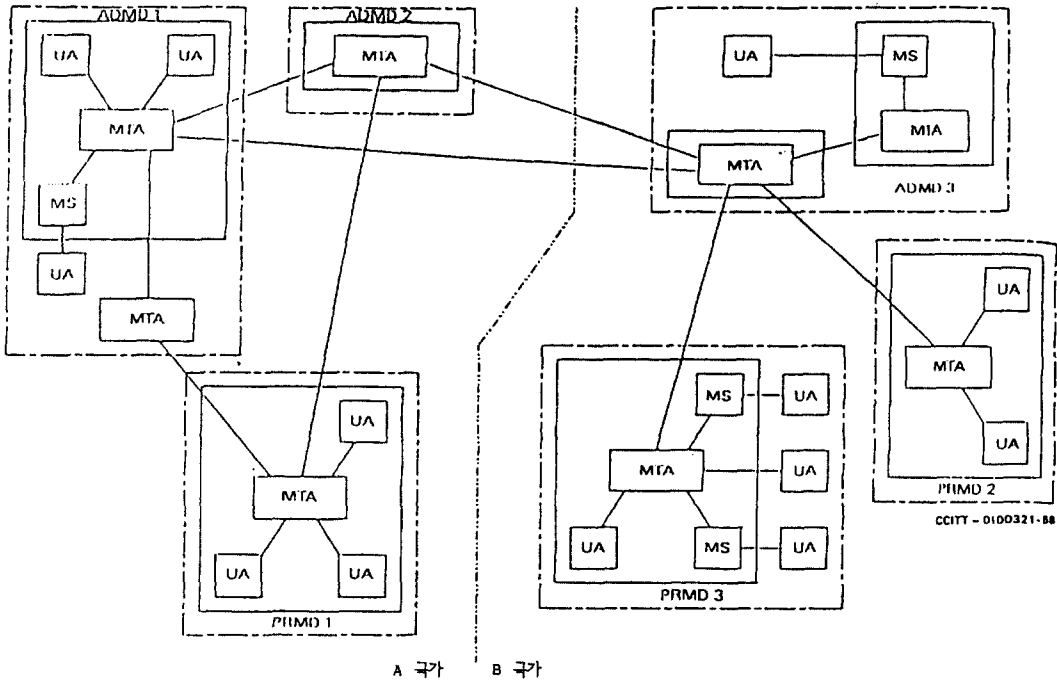 ADMD 1
UA
UA
MTA
MS
UA
MTA
ADMD 2
MTA
UA
MS
MTA
MTA
ADMD 3
UA
MTA
UA
PRMD 2
CCITT - 0100321-88
UA
MTA
UA
UA
PRMD 1
MS
UA
MTA
UA
UA
MS
UA
PRMD 3
A 국가
B 국가